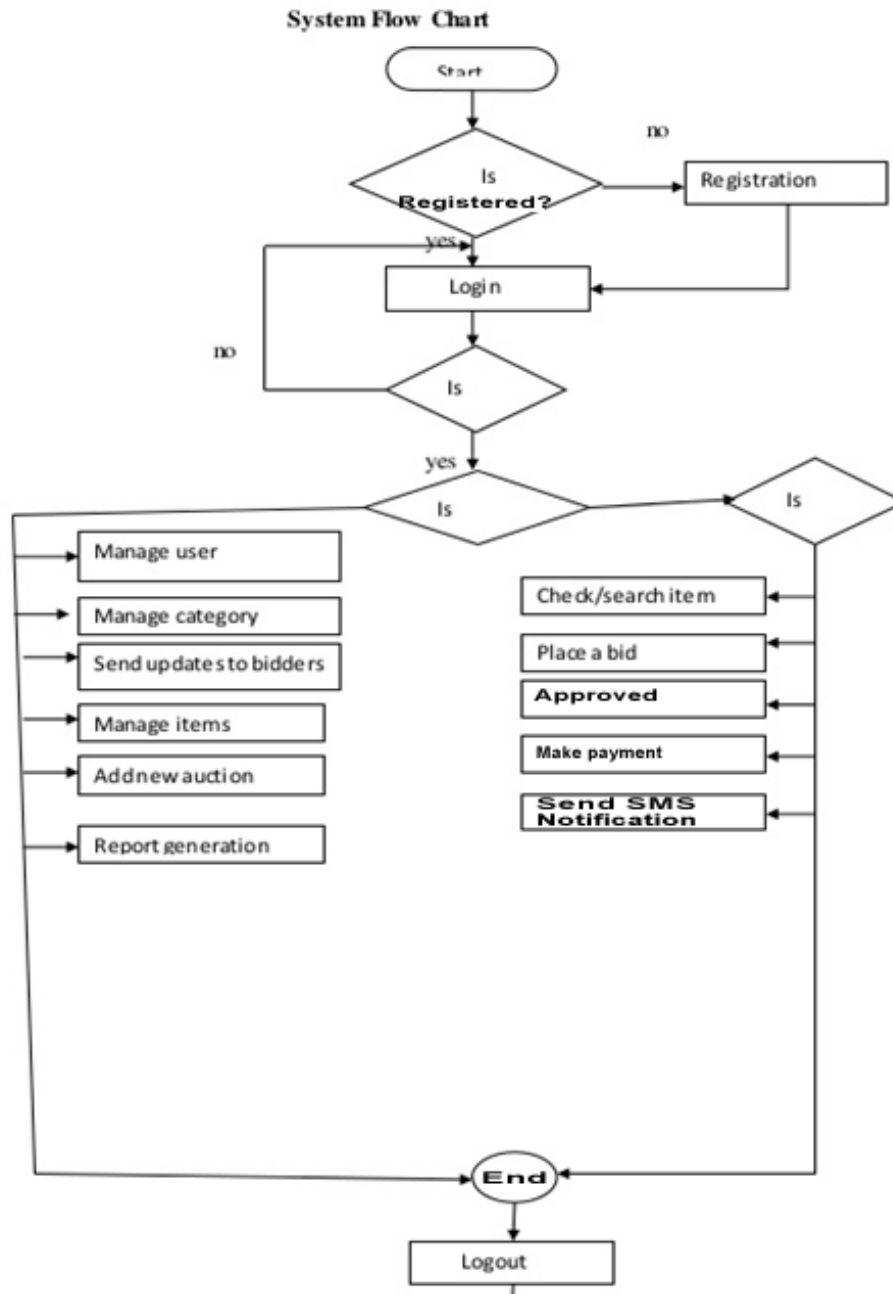 System Flow Chart
Start
no
Is
Registered?
Registration
yes
Login
no
Is
yes
Is
Is
Manage user
Manage category
Send updates to bidders
Manage items
Add new auction
Report generation
Check/search item
Place a bid
Approved
Make payment
Send SMS
Notification
End
Logout